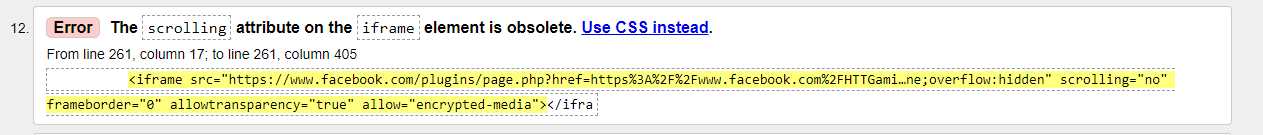 12. Error The scrolling attribute on the iframe element is obsolete. Use CSS instead.
From line 261, column 17; to line 261, column 405
<iframe src="https://www.facebook.com/plugins/page.php?href=https%3A%2F%2Fwww.facebook.com%2FHTTGami…ne;overflow:hidden" scrolling="no"
frameborder="0" allowtransparency="true" allow="encrypted-media"></ifra